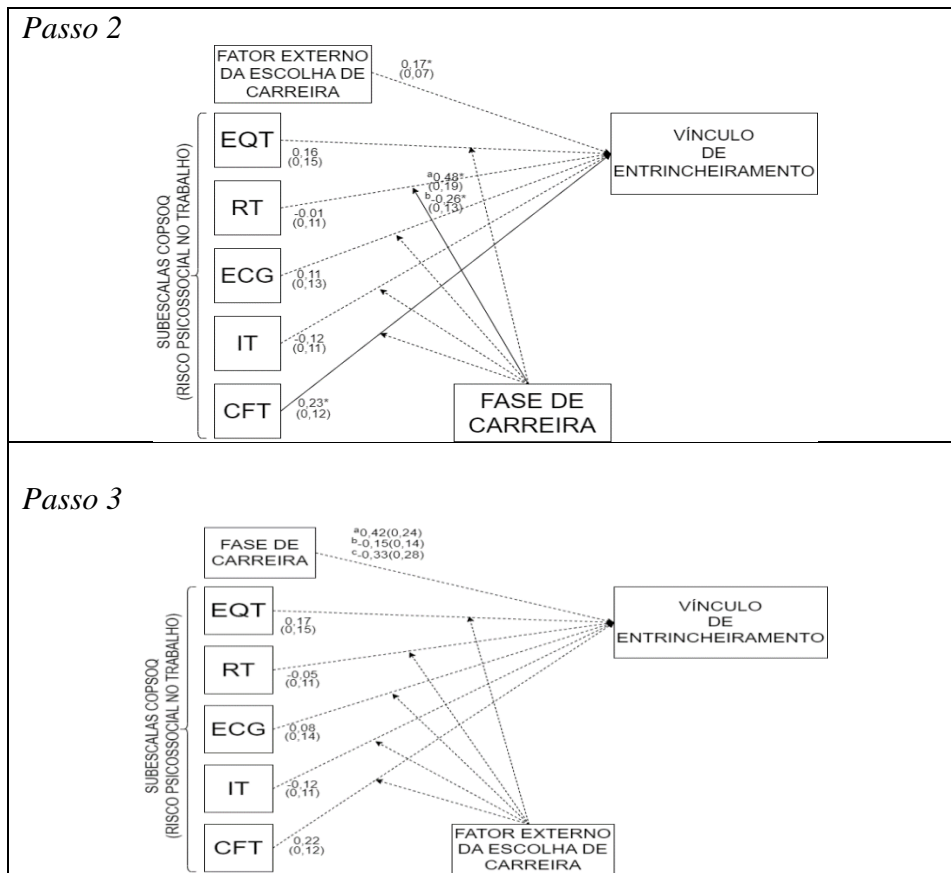 Passo 2
FATOR EXTERNO
DA ESCOLHA DE
CARREIRA
0,17*
(0,07)
SUBESCALAS COPSOQ
(RISCO PSICOSSOCIAL NO TRABALHO)
EQT
0,16
(0,15)
RT
-0,01
(0,11)
ECG
0,11
(0,13)
IT
-0,12
(0,11)
CFT
0,23*
(0,12)
a0,48*
(0,19)
b-0,26*
(0,13)
VÍNCULO
DE
ENTRINCHEIRAMENTO
FASE DE
CARREIRA
Passo 3
FASE DE
CARREIRA
a0,42(0,24)
b-0,15(0,14)
c-0,33(0,28)
SUBESCALAS COPSOQ
(RISCO PSICOSSOCIAL NO TRABALHO)
EQT
0,17
(0,15)
RT
-0,05
(0,11)
ECG
0,08
(0,14)
IT
-0,12
(0,11)
CFT
0,22
(0,12)
VÍNCULO
DE
ENTRINCHEIRAMENTO
FATOR EXTERNO
DA ESCOLHA DE
CARREIRA